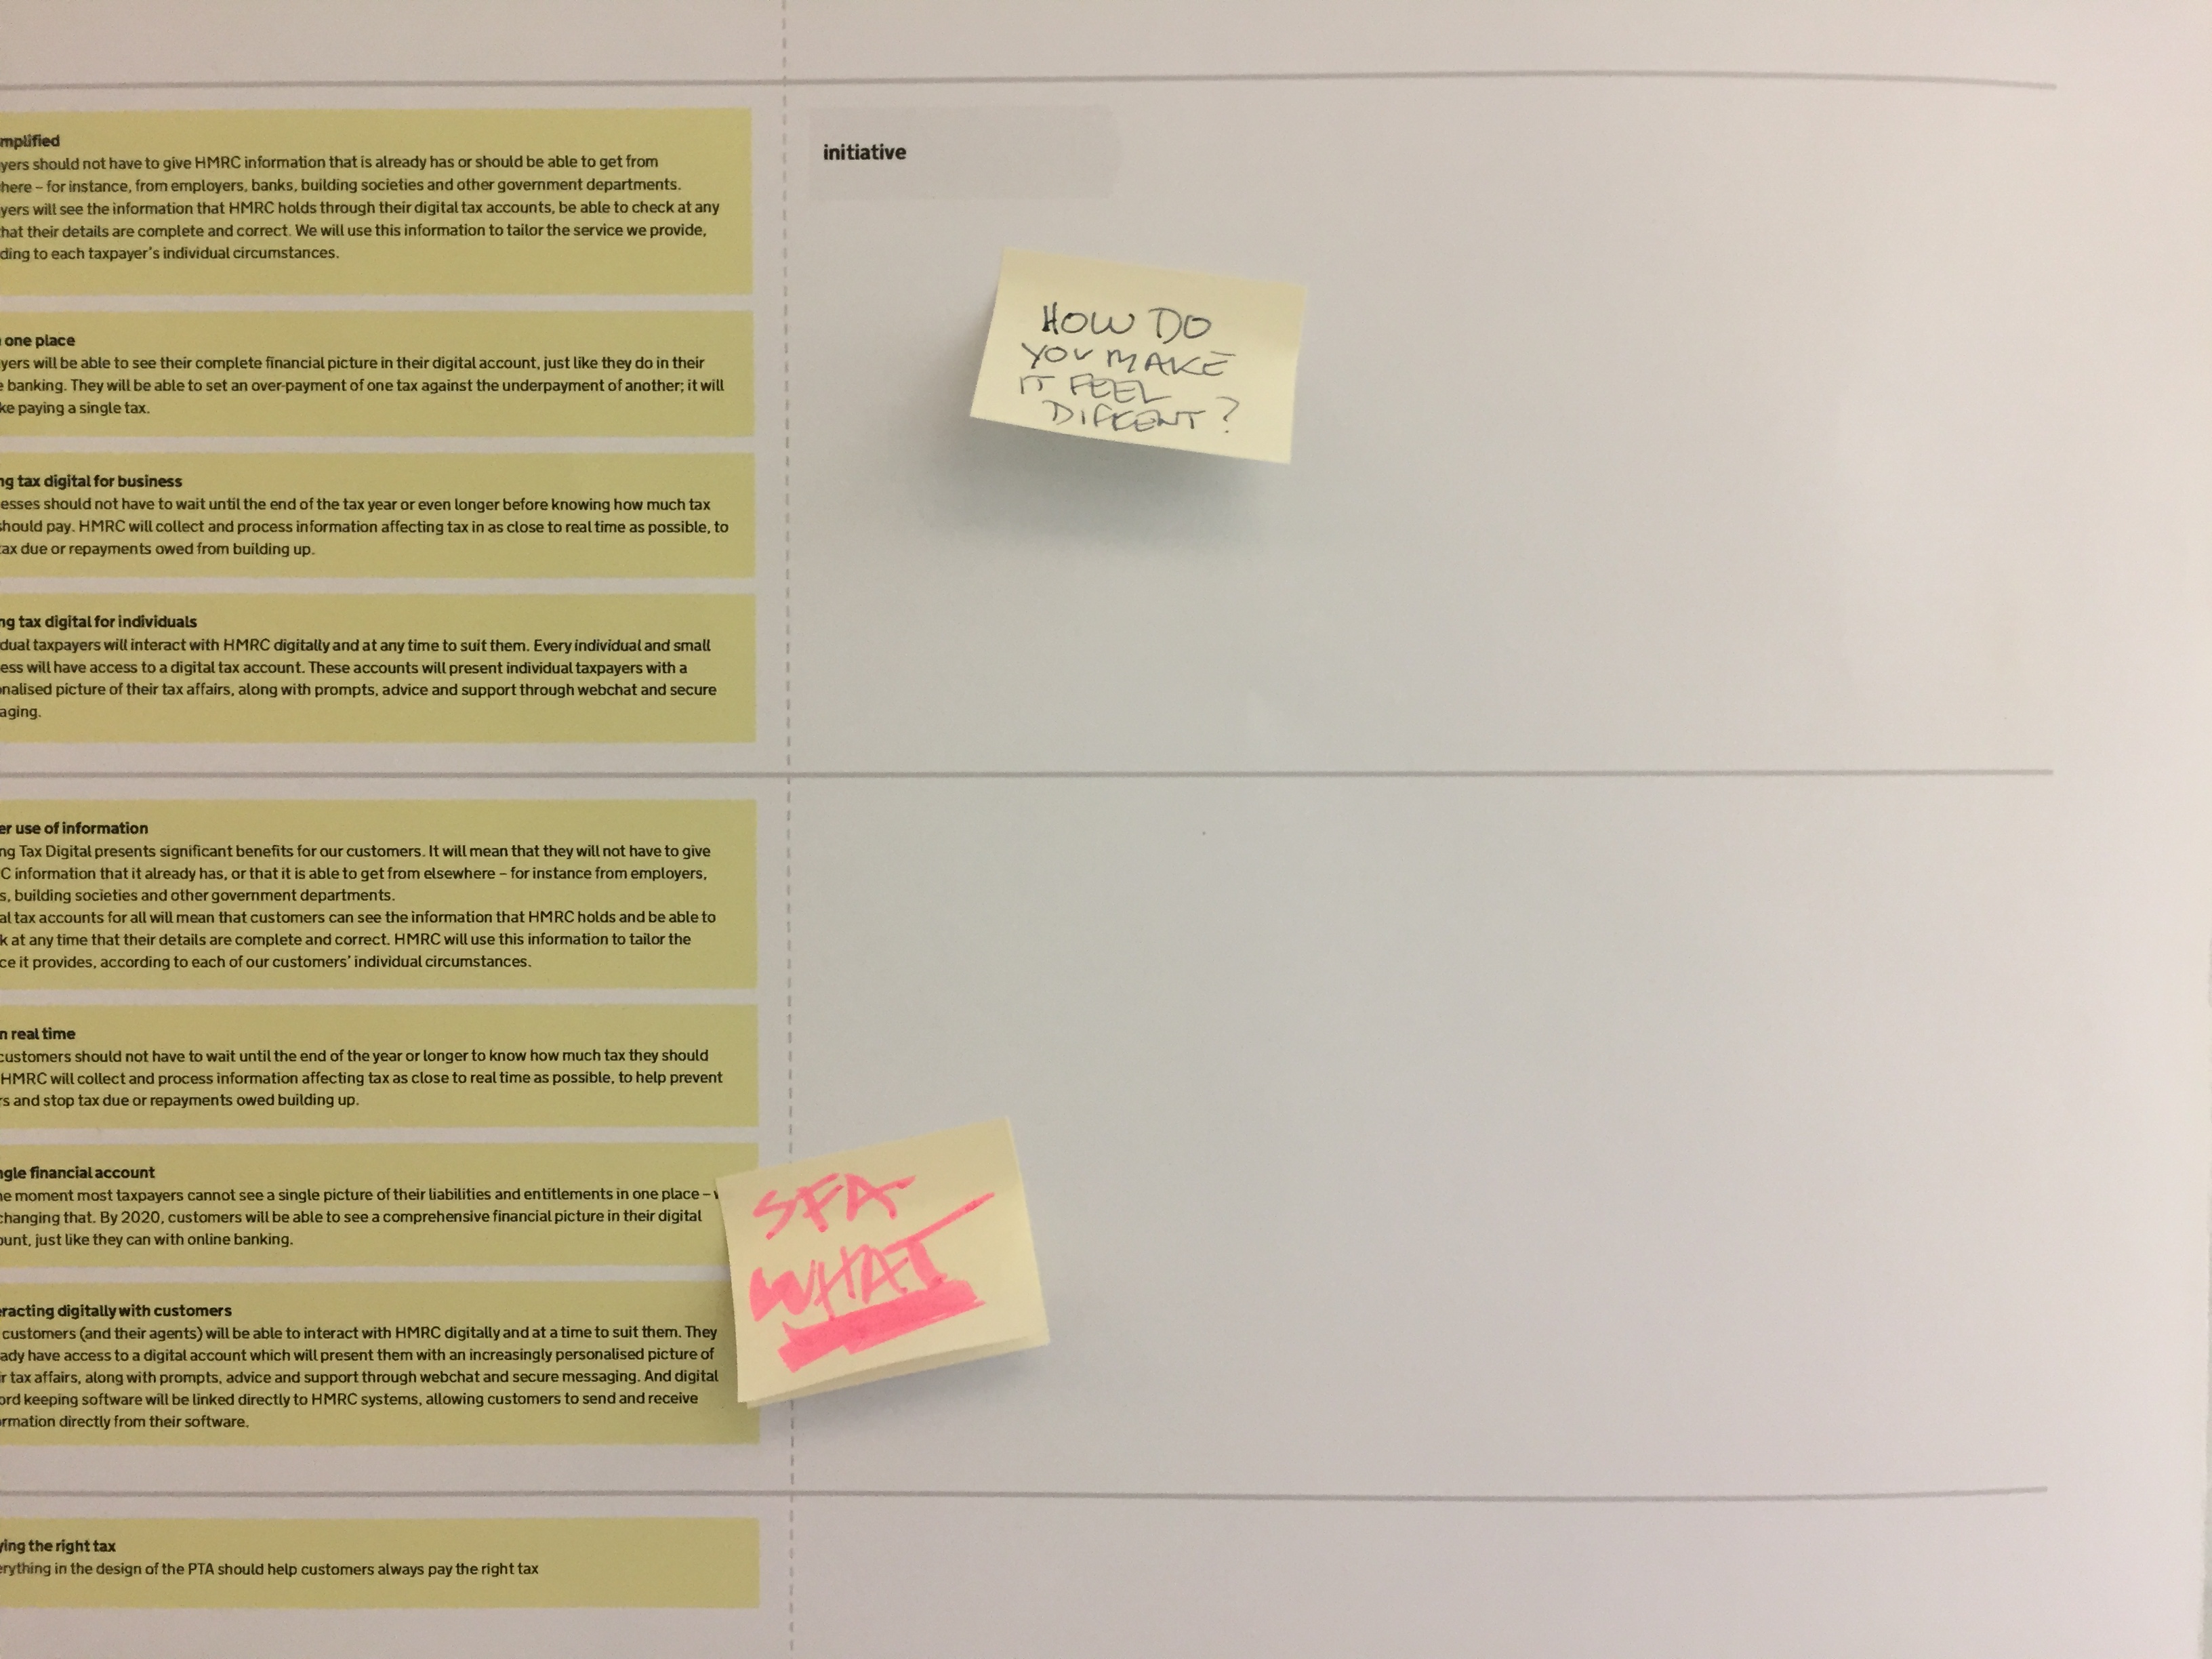 mplified
yers should not have to give HMRC information that is already has or should be able to get from
here – for instance, from employers, banks, building societies and other government departments.
yers will see the information that HMRC holds through their digital tax accounts, be able to check at any
hat their details are complete and correct. We will use this information to tailor the service we provide,
ding to each taxpayer's individual circumstances.
one place
yers will be able to see their complete financial picture in their digital account, just like they do in their
e banking. They will be able to set an over-payment of one tax against the underpayment of another; it will
ke paying a single tax.
ng tax digital for business
esses should not have to wait until the end of the tax year or even longer before knowing how much tax
should pay. HMRC will collect and process information affecting tax in as close to real time as possible, to
tax due or repayments owed from building up.
ng tax digital for individuals
dual taxpayers will interact with HMRC digitally and at any time to suit them. Every individual and small
ess will have access to a digital tax account. These accounts will present individual taxpayers with a
onalised picture of their tax affairs, along with prompts, advice and support through webchat and secure
aging.
initiative
HOW DO
YOU MAKE
IT FEEL
DIFFERENT?
er use of information
ng Tax Digital presents significant benefits for our customers. It will mean that they will not have to give
C information that it already has, or that it is able to get from elsewhere – for instance from employers,
s, building societies and other government departments.
al tax accounts for all will mean that customers can see the information that HMRC holds and be able to
k at any time that their details are complete and correct. HMRC will use this information to tailor the
ce it provides, according to each of our customers' individual circumstances.
n real time
customers should not have to wait until the end of the year or longer to know how much tax they should
HMRC will collect and process information affecting tax as close to real time as possible, to help prevent
rs and stop tax due or repayments owed building up.
ngle financial account
he moment most taxpayers cannot see a single picture of their liabilities and entitlements in one place –
changing that. By 2020, customers will be able to see a comprehensive financial picture in their digital
ount, just like they can with online banking.
eracting digitally with customers
customers (and their agents) will be able to interact with HMRC digitally and at a time to suit them. They
ady have access to a digital account which will present them with an increasingly personalised picture of
r tax affairs, along with prompts, advice and support through webchat and secure messaging. And digital
ord keeping software will be linked directly to HMRC systems, allowing customers to send and receive
ormation directly from their software.
SFA
WHAT
ying the right tax
erything in the design of the PTA should help customers always pay the right tax